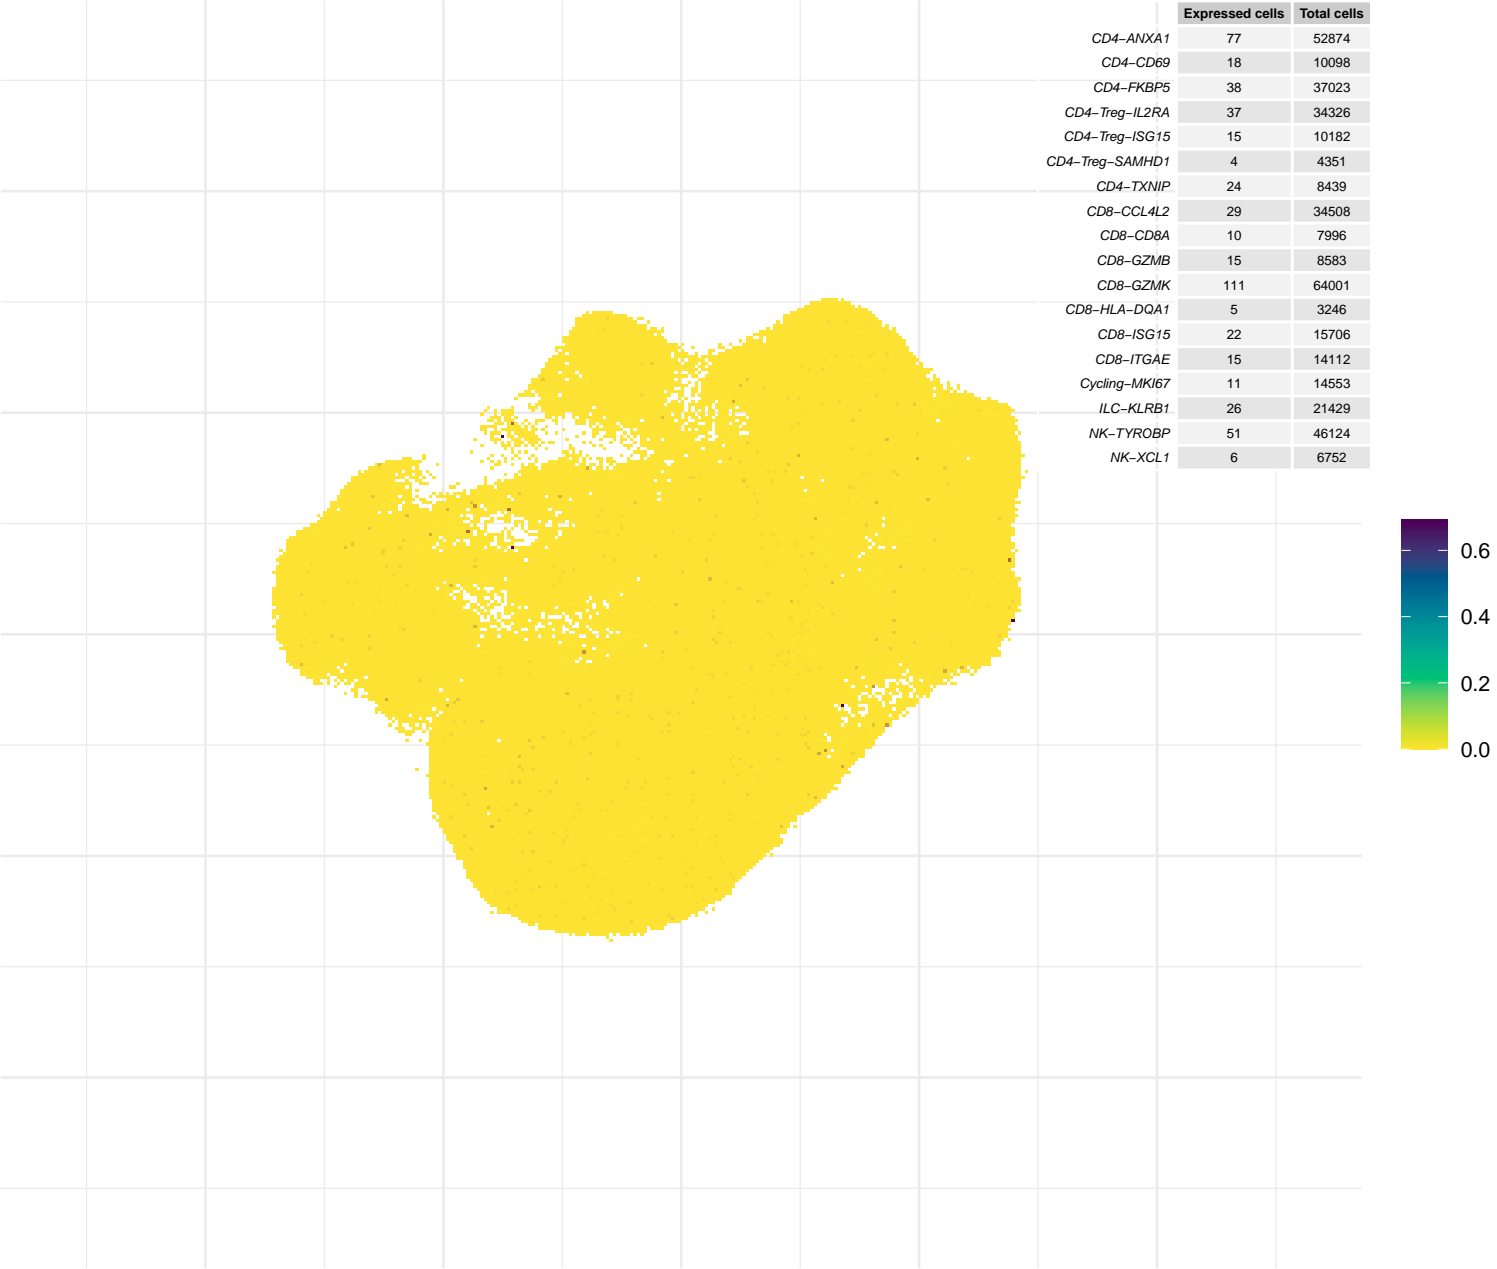 Expressed cells Total cells
CD4−ANXA1 77 52874
CD4−CD69 18 10098
CD4−FKBP5 38 37023
CD4−Treg−IL2RA 37 34326
CD4−Treg−ISG15 15 10182
CD4−Treg−SAMHD1 4 4351
CD4−TXNIP 24 8439
CD8−CCL4L2 29 34508
CD8−CD8A 10 7996
CD8−GZMB 15 8583
CD8−GZMK 111 64001
CD8−HLA−DQA1 5 3246
CD8−ISG15 22 15706
CD8−ITGAE 15 14112
Cycling−MKI67 11 14553
ILC−KLRB1 26 21429
NK−TYROBP 51 46124
NK−XCL1 6 6752
0.6
0.4
0.2
0.0